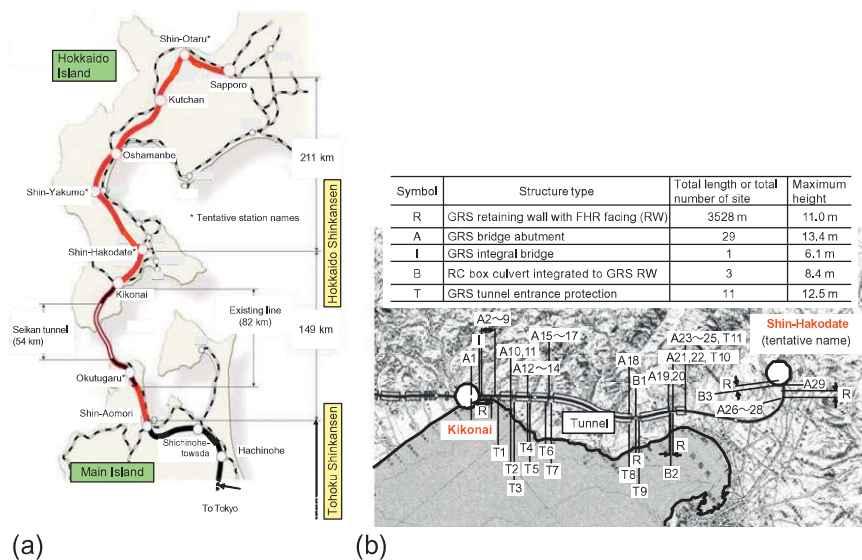 Shin-Otaru*
Hokkaido
Island
Sapporo
Kutchan
Oshamanbe
211 km
Shin-Yakumo*
* Tentative station names
Shin-Hakodate*
Hokkaido Shinkansen
Kikonai
Existing line
(82 km)
Seikan tunnel
(54 km)
149 km
Okutugaru*
Shin-Aomori
Shichinohe-
towada
Hachinohe
Main Island
Tohoku Shinkansen
To Tokyo
(a)
Symbol Structure type Total length or total number of site Maximum height
R GRS retaining wall with FHR facing (RW) 3528 m 11.0 m
A GRS bridge abutment 29 13.4 m
I GRS integral bridge 1 6.1 m
B RC box culvert integrated to GRS RW 3 8.4 m
T GRS tunnel entrance protection 11 12.5 m
A2~9
I
A1
A10,11
A15~17
A12~14
A18
B1
A23~25, T11
A21,22, T10
A19,20
Shin-Hakodate
(tentative name)
R
B3
A29
R
A26~28
R
Kikonai
Tunnel
T1
T2
T3
T4
T5
T6
T7
T8
R
T9
R
B2
(b)